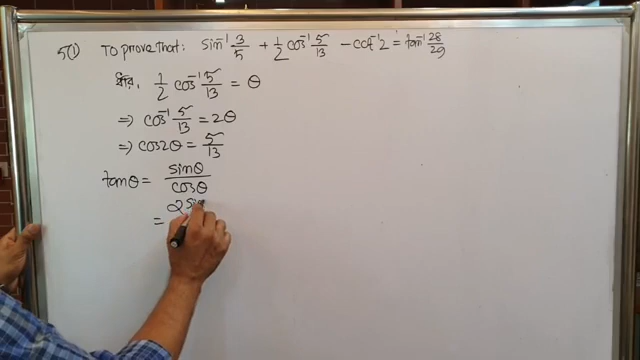 5(i) To prove that: sin⁻¹ 3/5 + 1/2 cos⁻¹ 5/13 − cot⁻¹ 2 = tan⁻¹ 28/29
ধরি, 1/2 cos⁻¹ 5/13 = θ
⇒ cos⁻¹ 5/13 = 2θ
⇒ cos2θ = 5/13
tanθ = sinθ/cosθ
= 2 sin